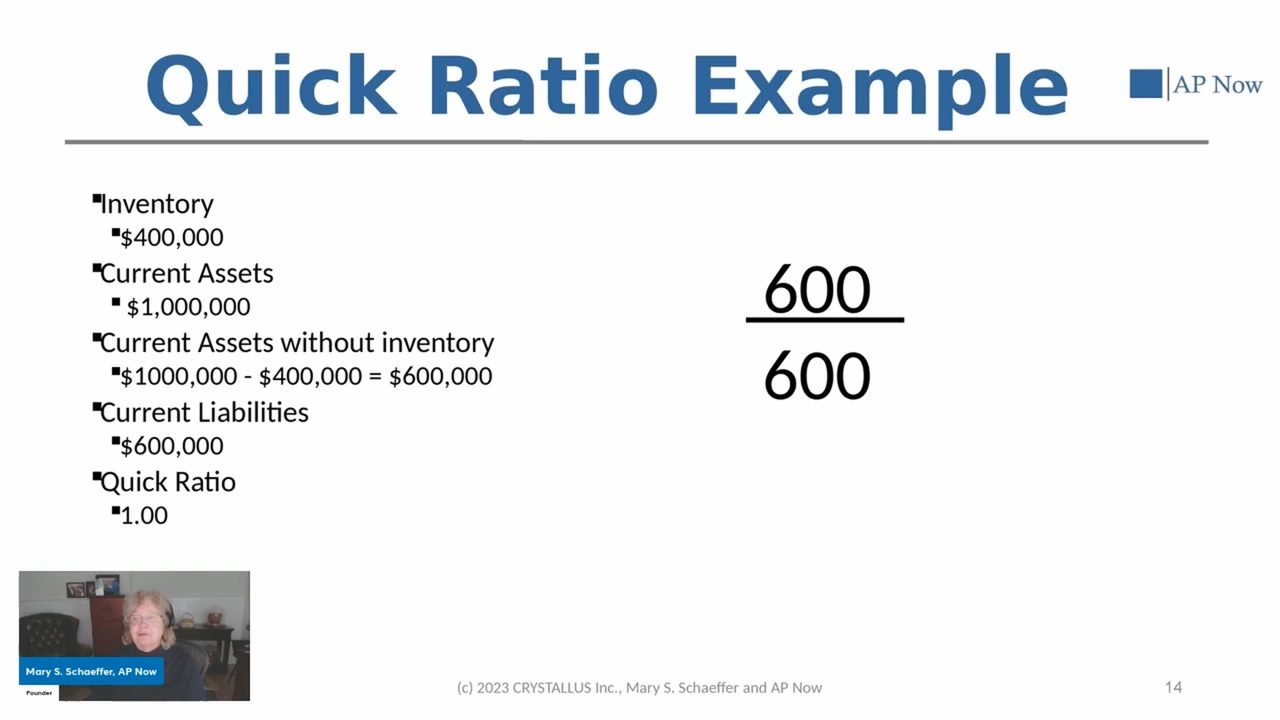 Quick Ratio Example
AP Now
Inventory
$400,000
Current Assets
$1,000,000
Current Assets without inventory
$1000,000 - $400,000 = $600,000
Current Liabilities
$600,000
Quick Ratio
1.00
600
600
Mary S. Schaeffer, AP Now
Founder
(c) 2023 CRYSTALLUS Inc., Mary S. Schaeffer and AP Now
14